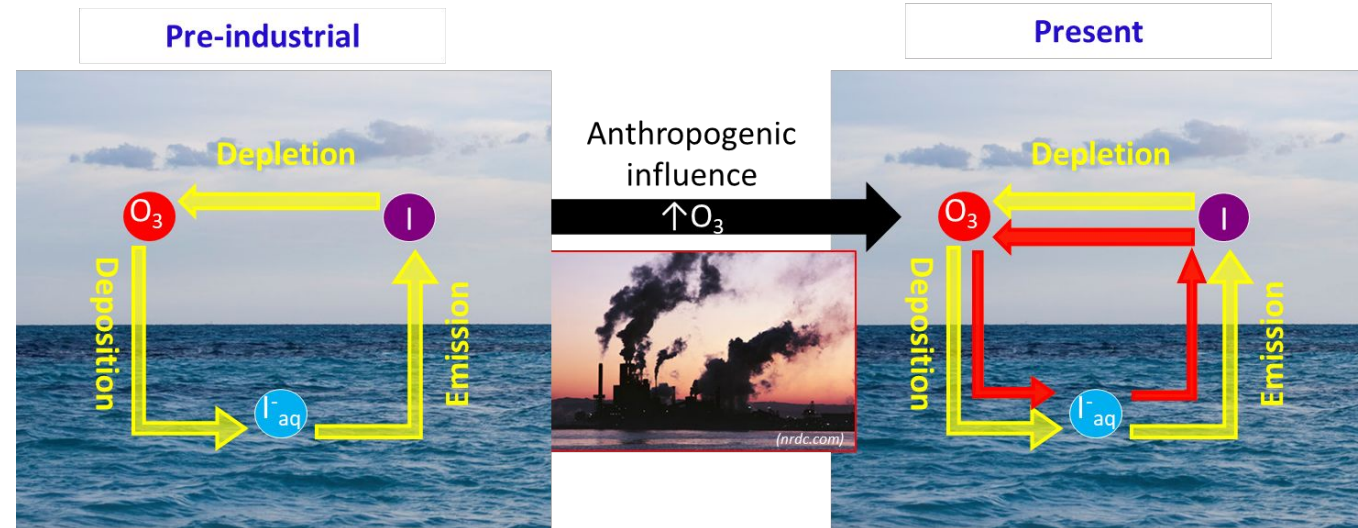 Pre-industrial
Depletion
O₃
I
Deposition
Emission
I⁻aq
Anthropogenic
influence
↑O₃
(nrdc.com)
Present
Depletion
O₃
I
Deposition
Emission
I⁻aq